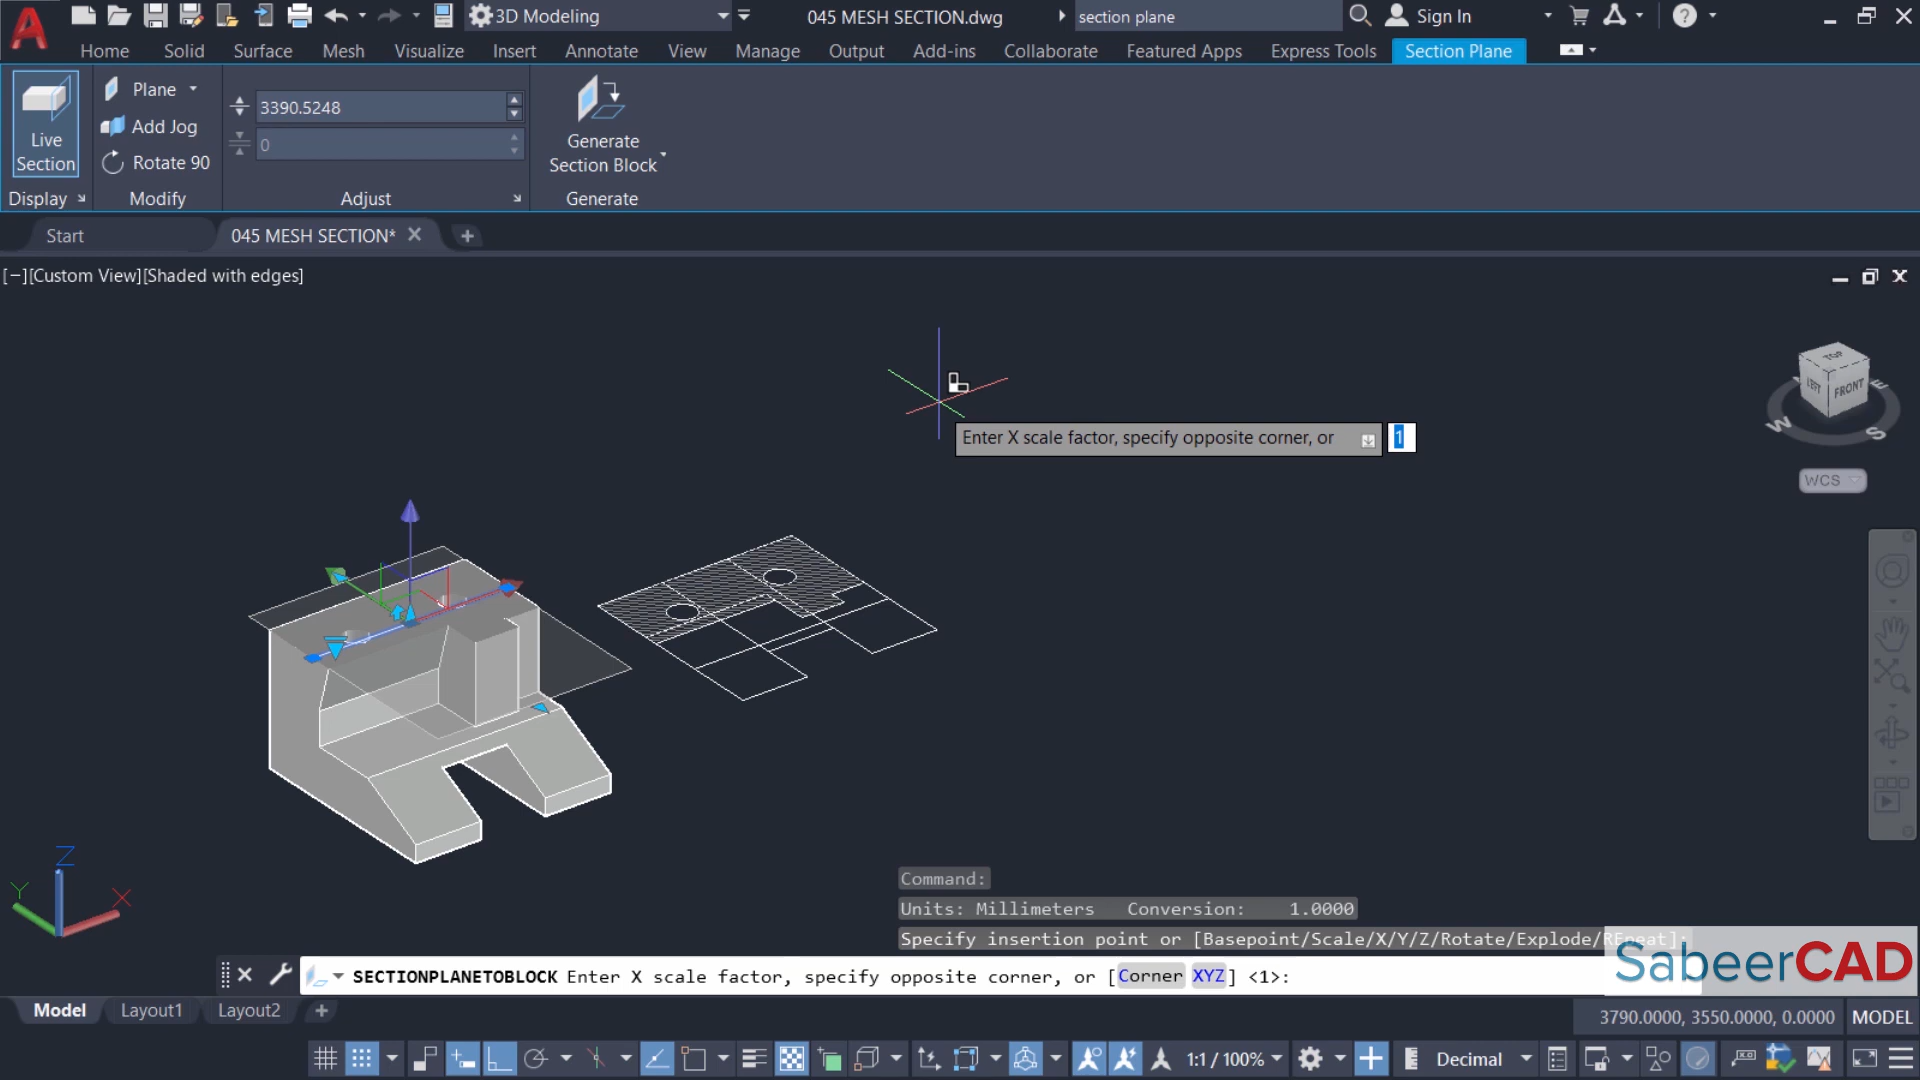 3D Modeling
045 MESH SECTION.dwg
section plane
Sign In
Home
Solid
Surface
Mesh
Visualize
Insert
Annotate
View
Manage
Output
Add-ins
Collaborate
Featured Apps
Express Tools
Section Plane
Live
Section
Plane
Add Jog
Rotate 90
3390.5248
0
Generate
Section Block
Display
Modify
Adjust
Generate
Start
045 MESH SECTION*
[−][Custom View][Shaded with edges]
TOP
LEFT
FRONT
W
S
E
WCS
Enter X scale factor, specify opposite corner, or
1
Z
Y
X
Command:
Units: Millimeters Conversion: 1.0000
Specify insertion point or [Basepoint/Scale/X/Y/Z/Rotate/Explode/REpeat]:
SECTIONPLANETOBLOCK Enter X scale factor, specify opposite corner, or [Corner XYZ] <1>:
SabeerCAD
Model
Layout1
Layout2
3790.0000, 3550.0000, 0.0000
MODEL
1:1 / 100%
Decimal